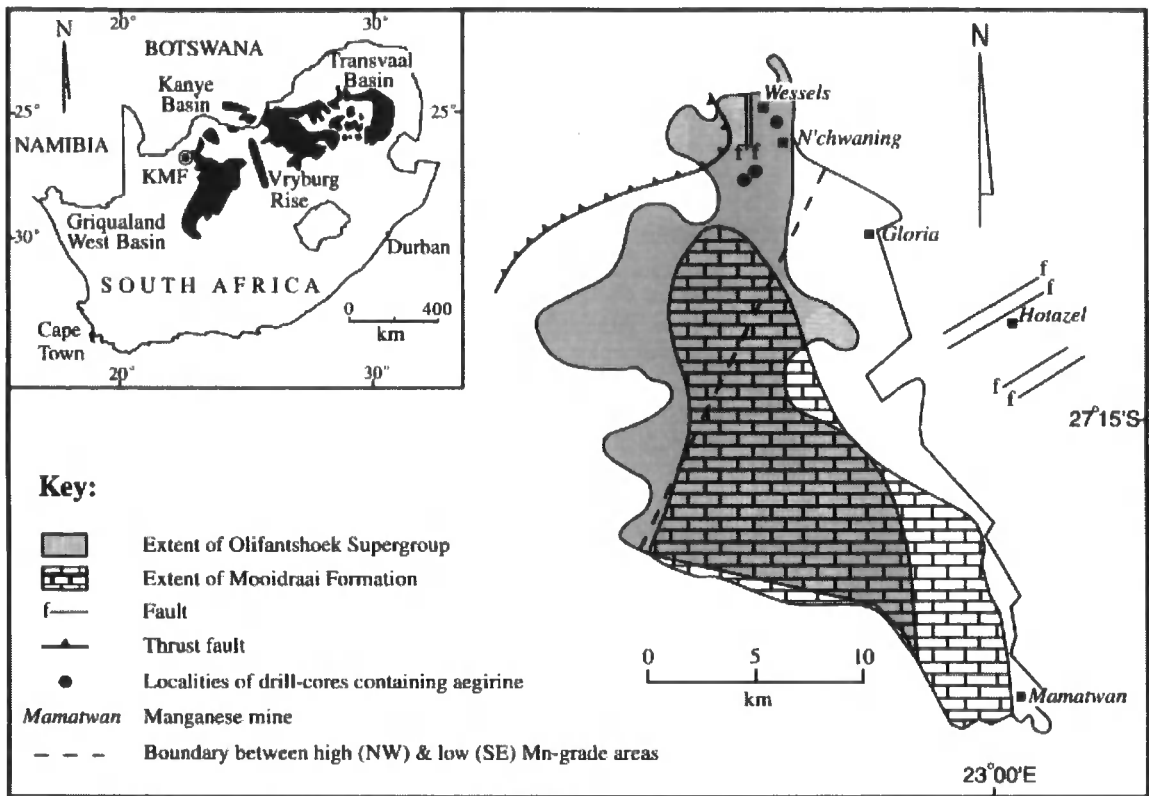 N
20°
30°
BOTSWANA
Transvaal
Basin
Kanye
Basin
25°
25°
NAMIBIA
KMF
Vryburg
Rise
Griqualand
West Basin
30°
Durban
SOUTH AFRICA
0 400
km
Cape
Town
20°
30°
N
Wessels
N'chwaning
f f
Gloria
f
f
Hotazel
f
f
27°15'S
Key:
Extent of Olifantshoek Supergroup
Extent of Mooidraai Formation
f Fault
Thrust fault
Localities of drill-cores containing aegirine
Mamatwan Manganese mine
Boundary between high (NW) & low (SE) Mn-grade areas
0 5 10
km
Mamatwan
23°00'E